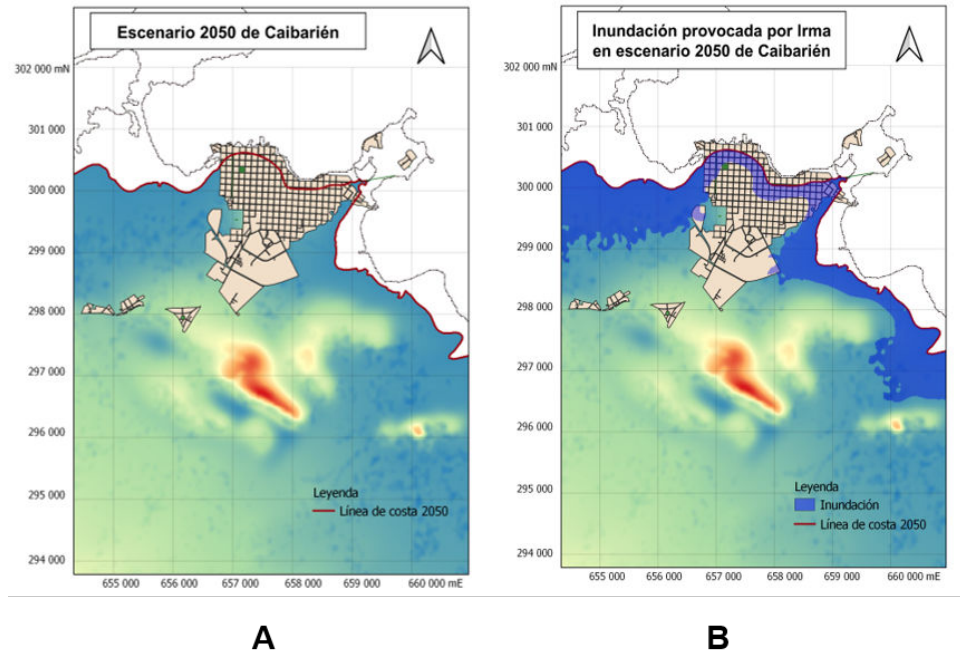 Escenario 2050 de Caibarién
302 000 mN
301 000
300 000
299 000
298 000
297 000
296 000
295 000
294 000
Leyenda
Línea de costa 2050
655 000 656 000 657 000 658 000 659 000 660 000 mE
A
Inundación provocada por Irma
en escenario 2050 de Caibarién
302 000 mN
301 000
300 000
299 000
298 000
297 000
296 000
295 000
294 000
Leyenda
Inundación
Línea de costa 2050
655 000 656 000 657 000 658 000 659 000 660 000 mE
B